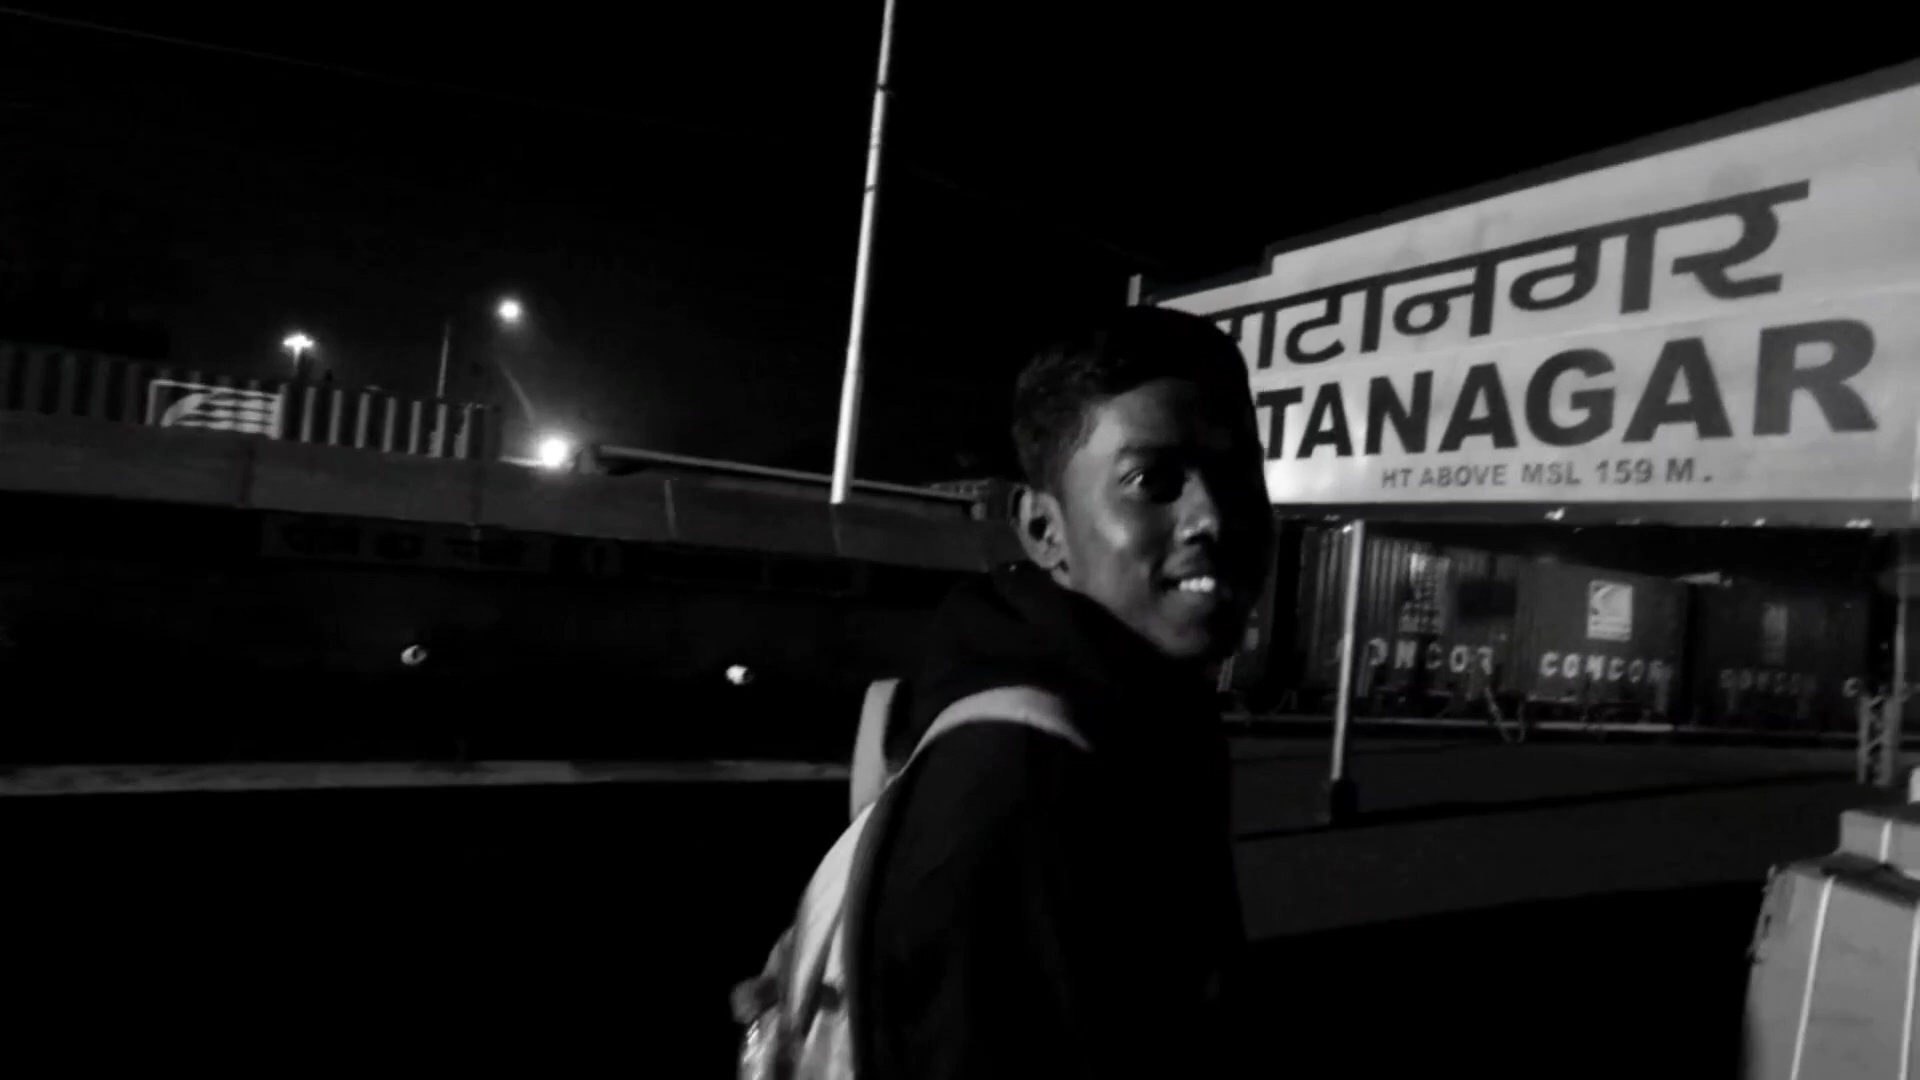 टाटानगर
TANAGAR
HT ABOVE MSL 159 M.
CONCOR CONCOR